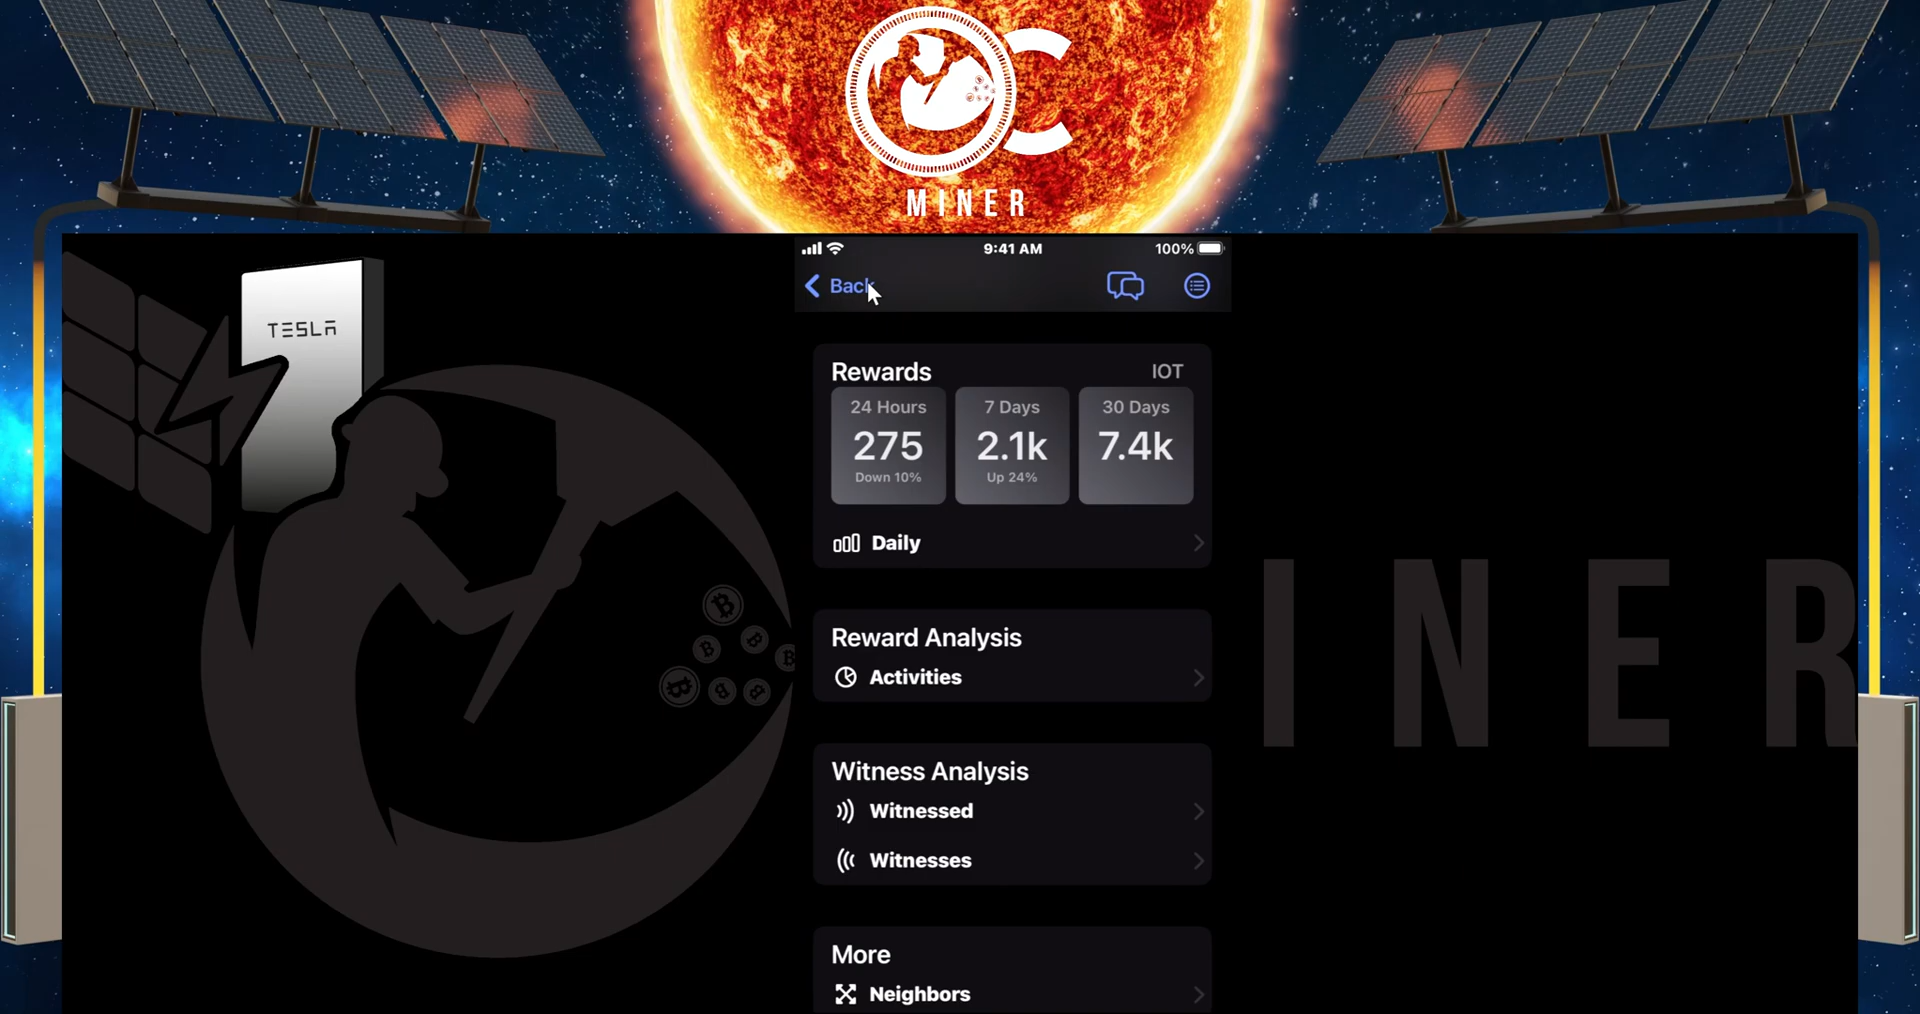 C
MINER
9:41 AM
100%
Back
TESLA
Rewards
IOT
24 Hours
7 Days
30 Days
275
2.1k
7.4k
Down 10%
Up 24%
Daily
Reward Analysis
Activities
INER
Witness Analysis
Witnessed
Witnesses
More
Neighbors